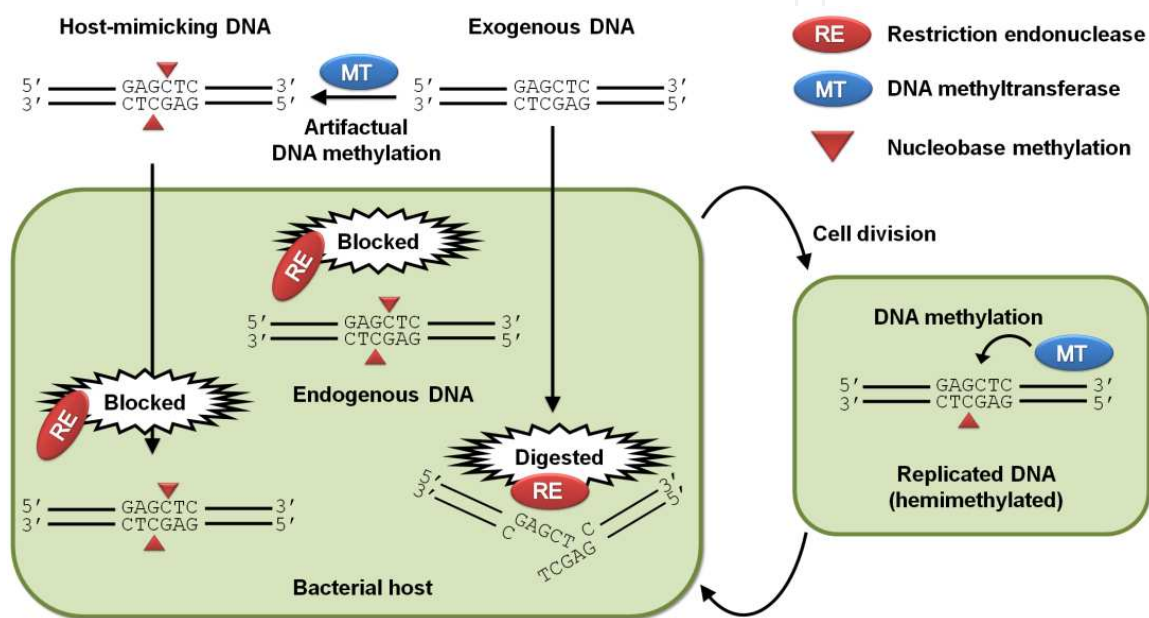 Host-mimicking DNA
5′ GAGCTC 3′
3′ CTCGAG 5′
MT
Artifactual
DNA methylation
Exogenous DNA
5′ GAGCTC 3′
3′ CTCGAG 5′
RE Restriction endonuclease
MT DNA methyltransferase
Nucleobase methylation
Blocked
RE
5′ GAGCTC 3′
3′ CTCGAG 5′
Endogenous DNA
Blocked
RE
5′ GAGCTC 3′
3′ CTCGAG 5′
Digested
RE
5′ 3′
3′ 5′
GAGCT C
C TCGAG
Bacterial host
Cell division
DNA methylation
MT
5′ GAGCTC 3′
3′ CTCGAG 5′
Replicated DNA
(hemimethylated)